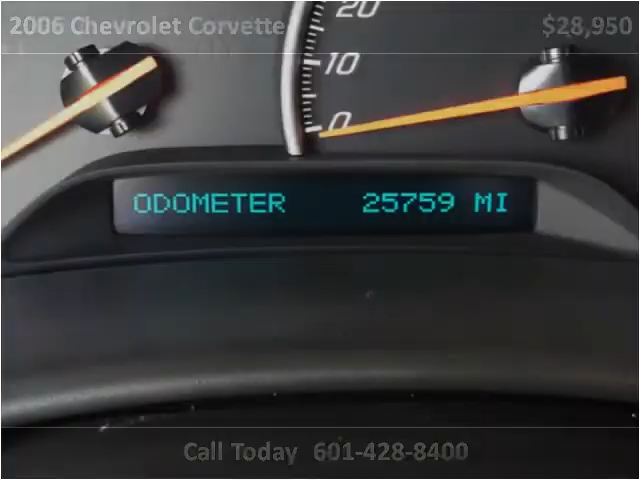 2006 Chevrolet Corvette $28,950
20
10
0
ODOMETER 25759 MI
Call Today 601-428-8400